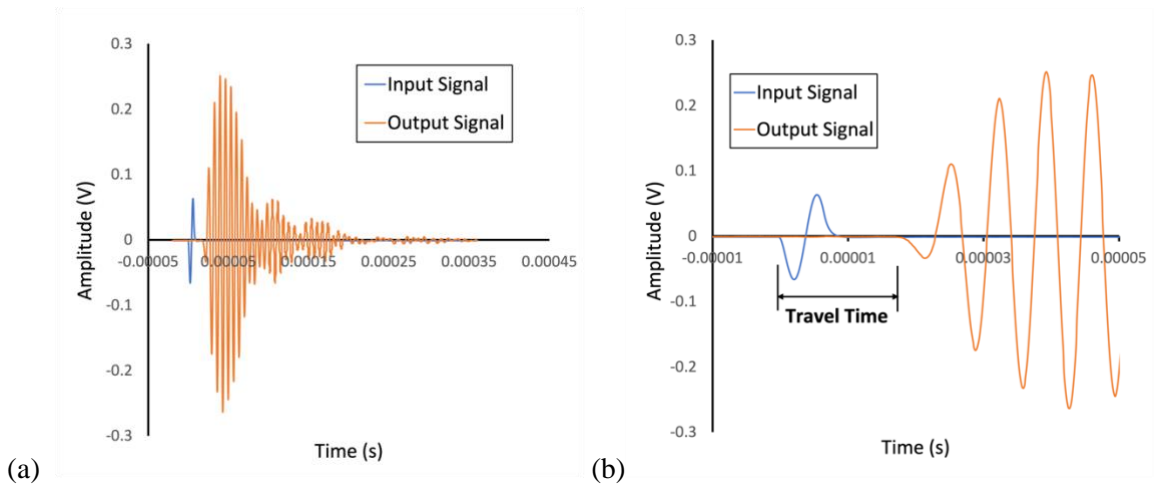 0.3
0.2
0.1
0
-0.1
-0.2
-0.3
-0.00005 0.00005 0.00015 0.00025 0.00035 0.00045
Amplitude (V)
Time (s)
Input Signal
Output Signal
(a)
0.3
0.2
0.1
0
-0.1
-0.2
-0.3
-0.00001 0.00001 0.00003 0.00005
Amplitude (V)
Time (s)
Input Signal
Output Signal
Travel Time
(b)